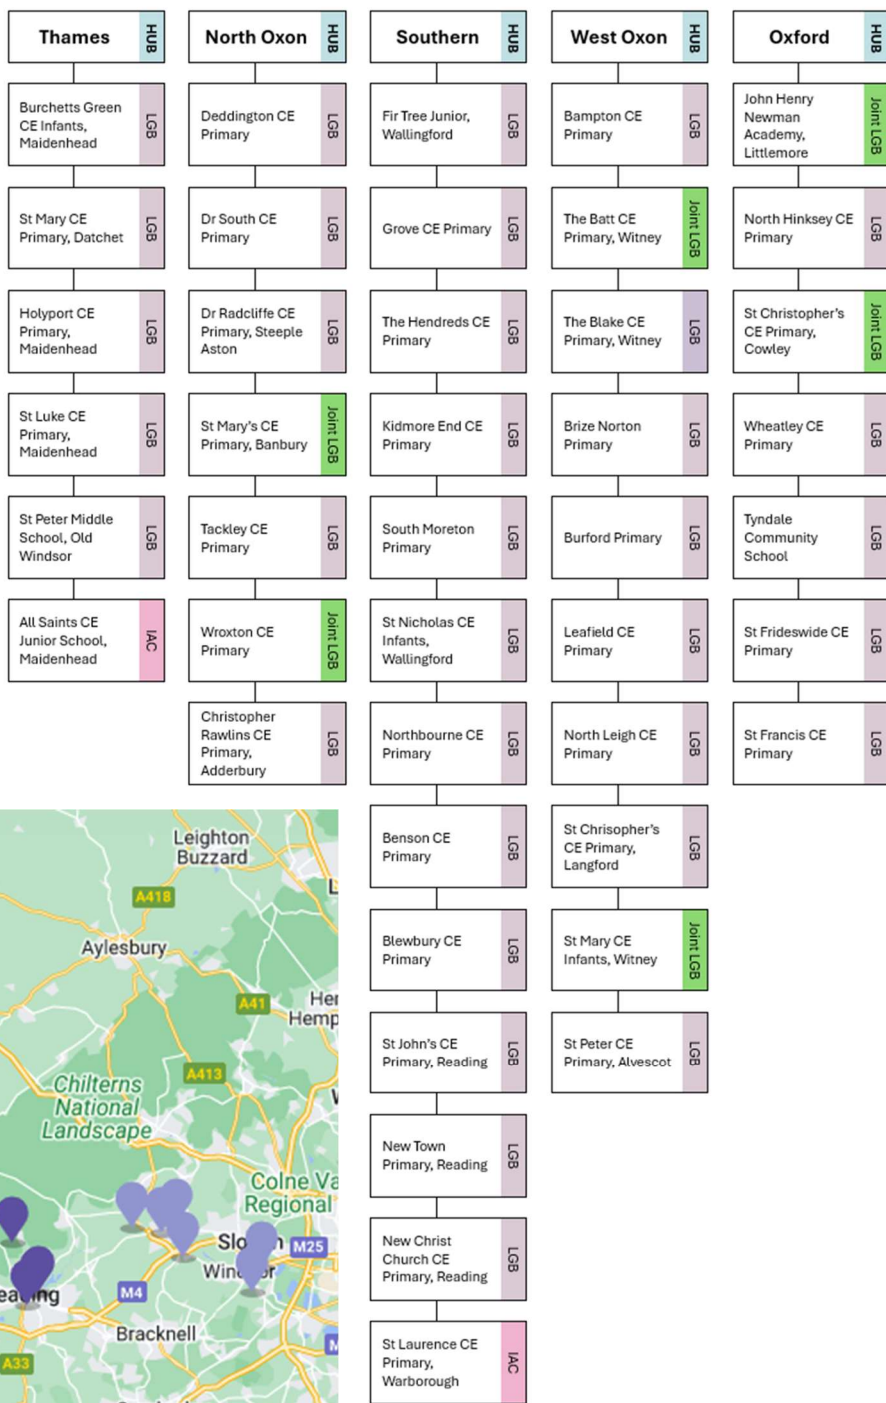 Thames
HUB
Burchetts Green
CE Infants,
Maidenhead
LGB
St Mary CE
Primary, Datchet
LGB
Holyport CE
Primary,
Maidenhead
LGB
St Luke CE
Primary,
Maidenhead
LGB
St Peter Middle
School, Old
Windsor
LGB
All Saints CE
Junior School,
Maidenhead
IAC
North Oxon
HUB
Deddington CE
Primary
LGB
Dr South CE
Primary
LGB
Dr Radcliffe CE
Primary, Steeple
Aston
LGB
St Mary's CE
Primary, Banbury
Joint LGB
Tackley CE
Primary
LGB
Wroxton CE
Primary
Joint LGB
Christopher
Rawlins CE
Primary,
Adderbury
LGB
Southern
HUB
Fir Tree Junior,
Wallingford
LGB
Grove CE Primary
LGB
The Hendreds CE
Primary
LGB
Kidmore End CE
Primary
LGB
South Moreton
Primary
LGB
St Nicholas CE
Infants,
Wallingford
LGB
Northbourne CE
Primary
LGB
Benson CE
Primary
LGB
Blewbury CE
Primary
LGB
St John's CE
Primary, Reading
LGB
New Town
Primary, Reading
LGB
New Christ
Church CE
Primary, Reading
LGB
St Laurence CE
Primary,
Warborough
IAC
West Oxon
HUB
Bampton CE
Primary
LGB
The Batt CE
Primary, Witney
Joint LGB
The Blake CE
Primary, Witney
LGB
Brize Norton
Primary
LGB
Burford Primary
LGB
Leafield CE
Primary
LGB
North Leigh CE
Primary
LGB
St Chrisopher's
CE Primary,
Langford
LGB
St Mary CE
Infants, Witney
Joint LGB
St Peter CE
Primary, Alvescot
LGB
Oxford
HUB
John Henry
Newman
Academy,
Littlemore
Joint LGB
North Hinksey CE
Primary
LGB
St Christopher's
CE Primary,
Cowley
Joint LGB
Wheatley CE
Primary
LGB
Tyndale
Community
School
LGB
St Frideswide CE
Primary
LGB
St Francis CE
Primary
LGB
Leighton
Buzzard
A418
Aylesbury
A41
A413
Chilterns
National
Landscape
Regional
M25
M4
Bracknell
A33